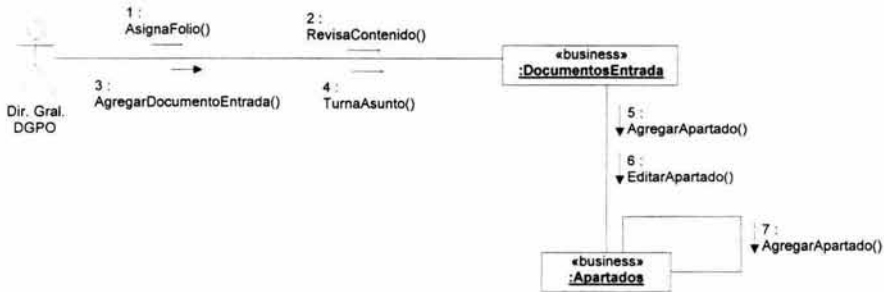 1 :
AsignaFolio()
2 :
RevisaContenido()
«business»
:DocumentosEntrada
3 :
AgregarDocumentoEntrada()
4 :
TurnaAsunto()
Dir. Gral.
DGPO
5 :
AgregarApartado()
6 :
EditarApartado()
7 :
AgregarApartado()
«business»
:Apartados